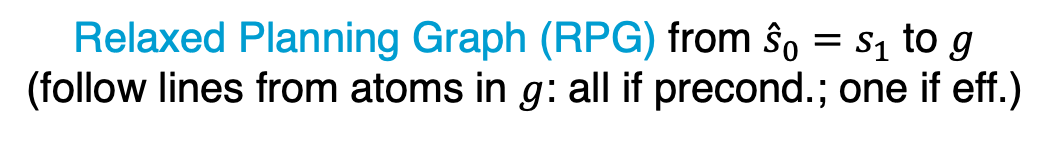 Relaxed Planning Graph (RPG) from ŝ₀ = s₁ to g
(follow lines from atoms in g: all if precond.; one if eff.)